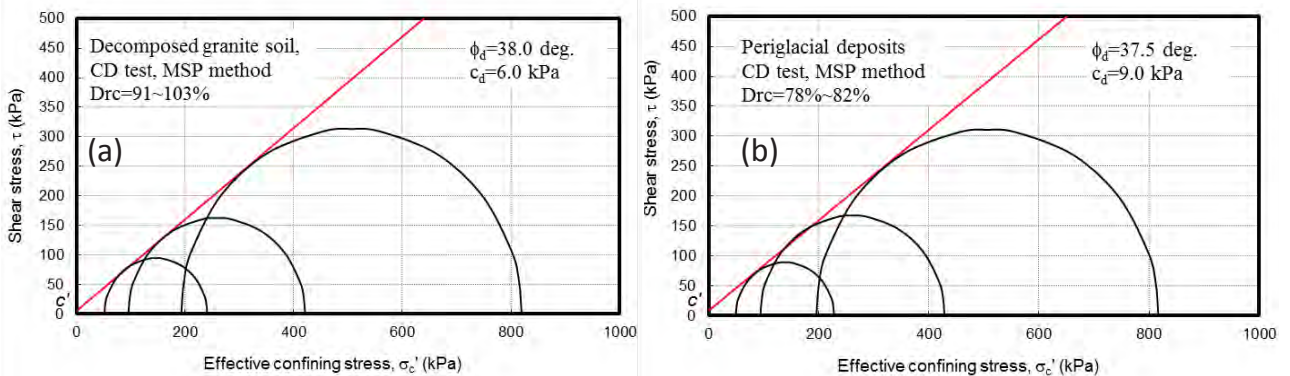 500
450
400
350
300
250
200
150
100
50
0
c'
Shear stress, τ (kPa)
Decomposed granite soil,
CD test, MSP method
Drc=91~103%
ϕd=38.0 deg.
cd=6.0 kPa
(a)
0 200 400 600 800 1000
Effective confining stress, σc' (kPa)
500
450
400
350
300
250
200
150
100
50
0
c'
Shear stress, τ (kPa)
Periglacial deposits
CD test, MSP method
Drc=78%~82%
ϕd=37.5 deg.
cd=9.0 kPa
(b)
0 200 400 600 800 1000
Effective confining stress, σc' (kPa)